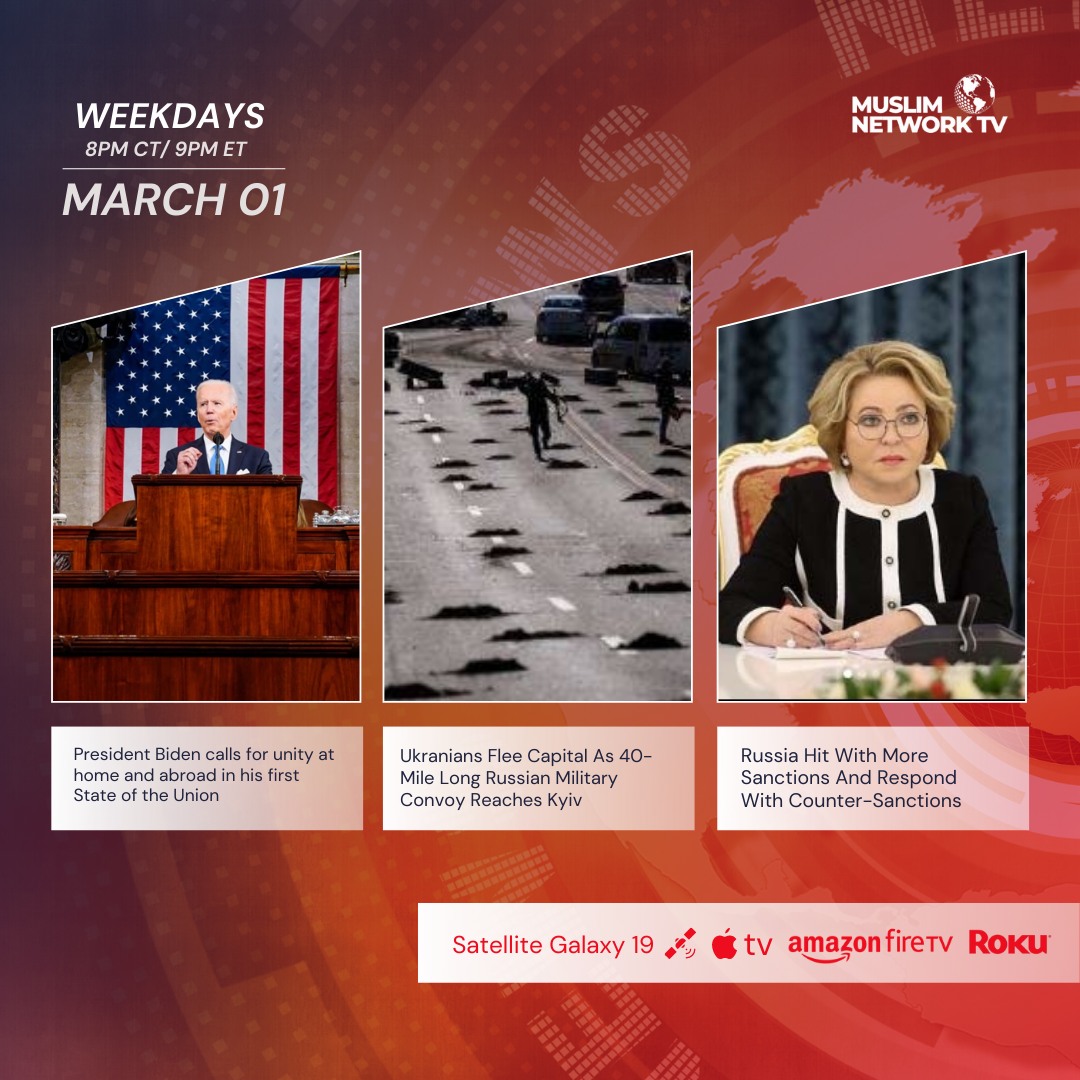 WEEKDAYS
8PM CT/ 9PM ET
MARCH 01
MUSLIM
NETWORK TV
NEWS
President Biden calls for unity at
home and abroad in his first
State of the Union
Ukranians Flee Capital As 40-
Mile Long Russian Military
Convoy Reaches Kyiv
Russia Hit With More
Sanctions And Respond
With Counter-Sanctions
Satellite Galaxy 19 tv amazon fireTV ROKU